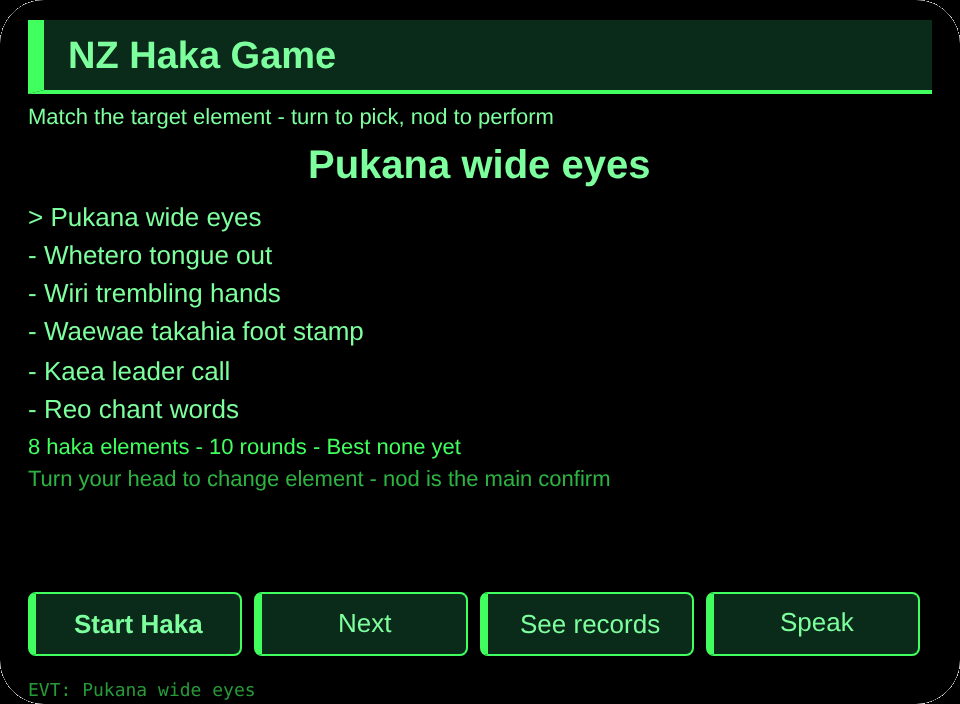 NZ Haka Game
Match the target element - turn to pick, nod to perform
Pukana wide eyes
> Pukana wide eyes
- Whetero tongue out
- Wiri trembling hands
- Waewae takahia foot stamp
- Kaea leader call
- Reo chant words
8 haka elements - 10 rounds - Best none yet
Turn your head to change element - nod is the main confirm
Start Haka
Next
See records
Speak
EVT: Pukana wide eyes